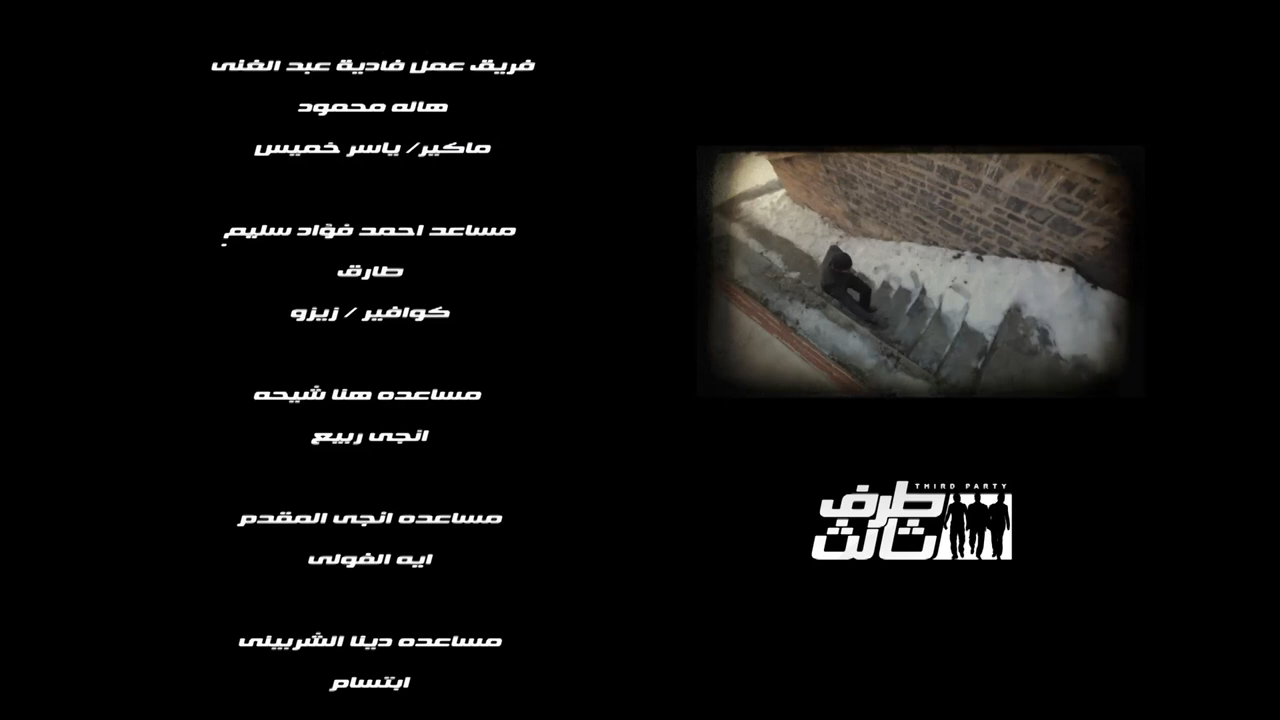 فريق عمل فادية عبد الغنى
هاله محمود
ماكير/ ياسر خميس
مساعد احمد فؤاد سليم
طارق
كوافير / زيزو
مساعده هنا شيحه
انجى ربيع
مساعده انجى المقدم
ايه الفولى
مساعده دينا الشربينى
ابتسام
THIRD PARTY
طرف
ثالث